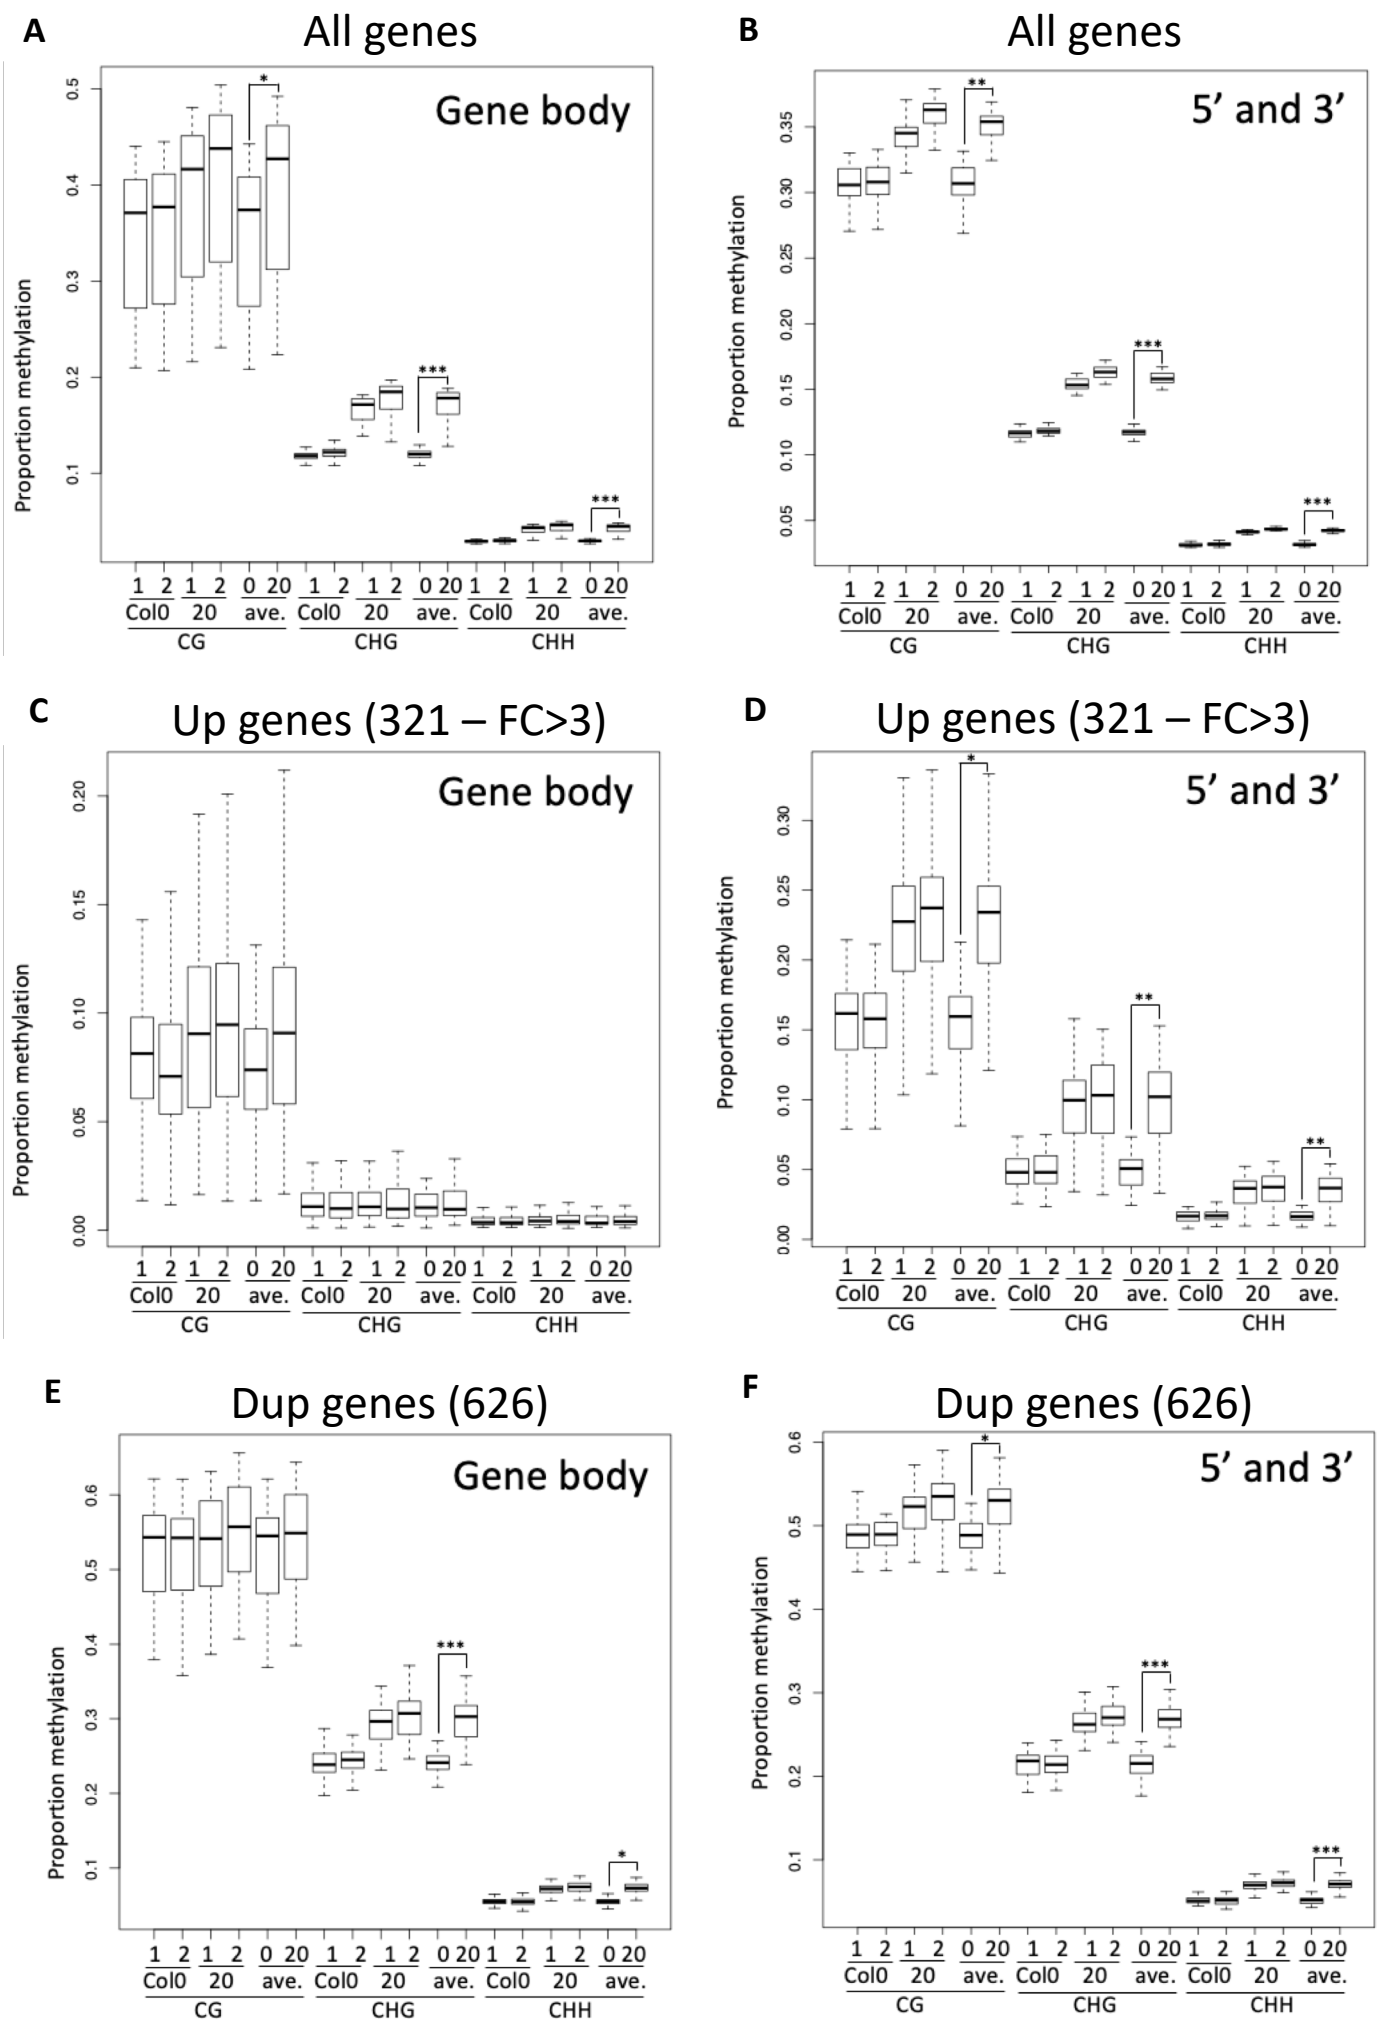 A All genes
Gene body
Proportion methylation
0.5
0.4
0.3
0.2
0.1
* *** ***
1 2 1 2 0 20 1 2 1 2 0 20 1 2 1 2 0 20
Col0 20 ave. Col0 20 ave. Col0 20 ave.
CG CHG CHH
B All genes
5’ and 3’
Proportion methylation
0.35
0.30
0.25
0.20
0.15
0.10
0.05
** *** ***
1 2 1 2 0 20 1 2 1 2 0 20 1 2 1 2 0 20
Col0 20 ave. Col0 20 ave. Col0 20 ave.
CG CHG CHH
C Up genes (321 – FC>3)
Gene body
Proportion methylation
0.20
0.15
0.10
0.05
0.00
1 2 1 2 0 20 1 2 1 2 0 20 1 2 1 2 0 20
Col0 20 ave. Col0 20 ave. Col0 20 ave.
CG CHG CHH
D Up genes (321 – FC>3)
5’ and 3’
Proportion methylation
0.30
0.25
0.20
0.15
0.10
0.05
0.00
* ** **
1 2 1 2 0 20 1 2 1 2 0 20 1 2 1 2 0 20
Col0 20 ave. Col0 20 ave. Col0 20 ave.
CG CHG CHH
E Dup genes (626)
Gene body
Proportion methylation
0.6
0.5
0.4
0.3
0.2
0.1
*** *
1 2 1 2 0 20 1 2 1 2 0 20 1 2 1 2 0 20
Col0 20 ave. Col0 20 ave. Col0 20 ave.
CG CHG CHH
F Dup genes (626)
5’ and 3’
Proportion methylation
0.6
0.5
0.4
0.3
0.2
0.1
* *** ***
1 2 1 2 0 20 1 2 1 2 0 20 1 2 1 2 0 20
Col0 20 ave. Col0 20 ave. Col0 20 ave.
CG CHG CHH